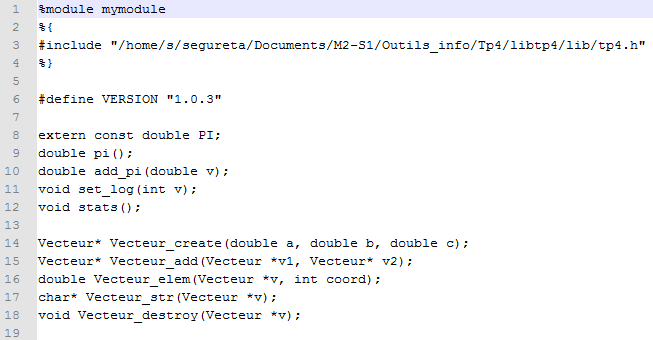 1 %module mymodule
2 %{
3 #include "/home/s/segureta/Documents/M2-S1/Outils_info/Tp4/libtp4/lib/tp4.h"
4 %}
5
6 #define VERSION "1.0.3"
7
8 extern const double PI;
9 double pi();
10 double add_pi(double v);
11 void set_log(int v);
12 void stats();
13
14 Vecteur* Vecteur_create(double a, double b, double c);
15 Vecteur* Vecteur_add(Vecteur *v1, Vecteur* v2);
16 double Vecteur_elem(Vecteur *v, int coord);
17 char* Vecteur_str(Vecteur *v);
18 void Vecteur_destroy(Vecteur *v);
19